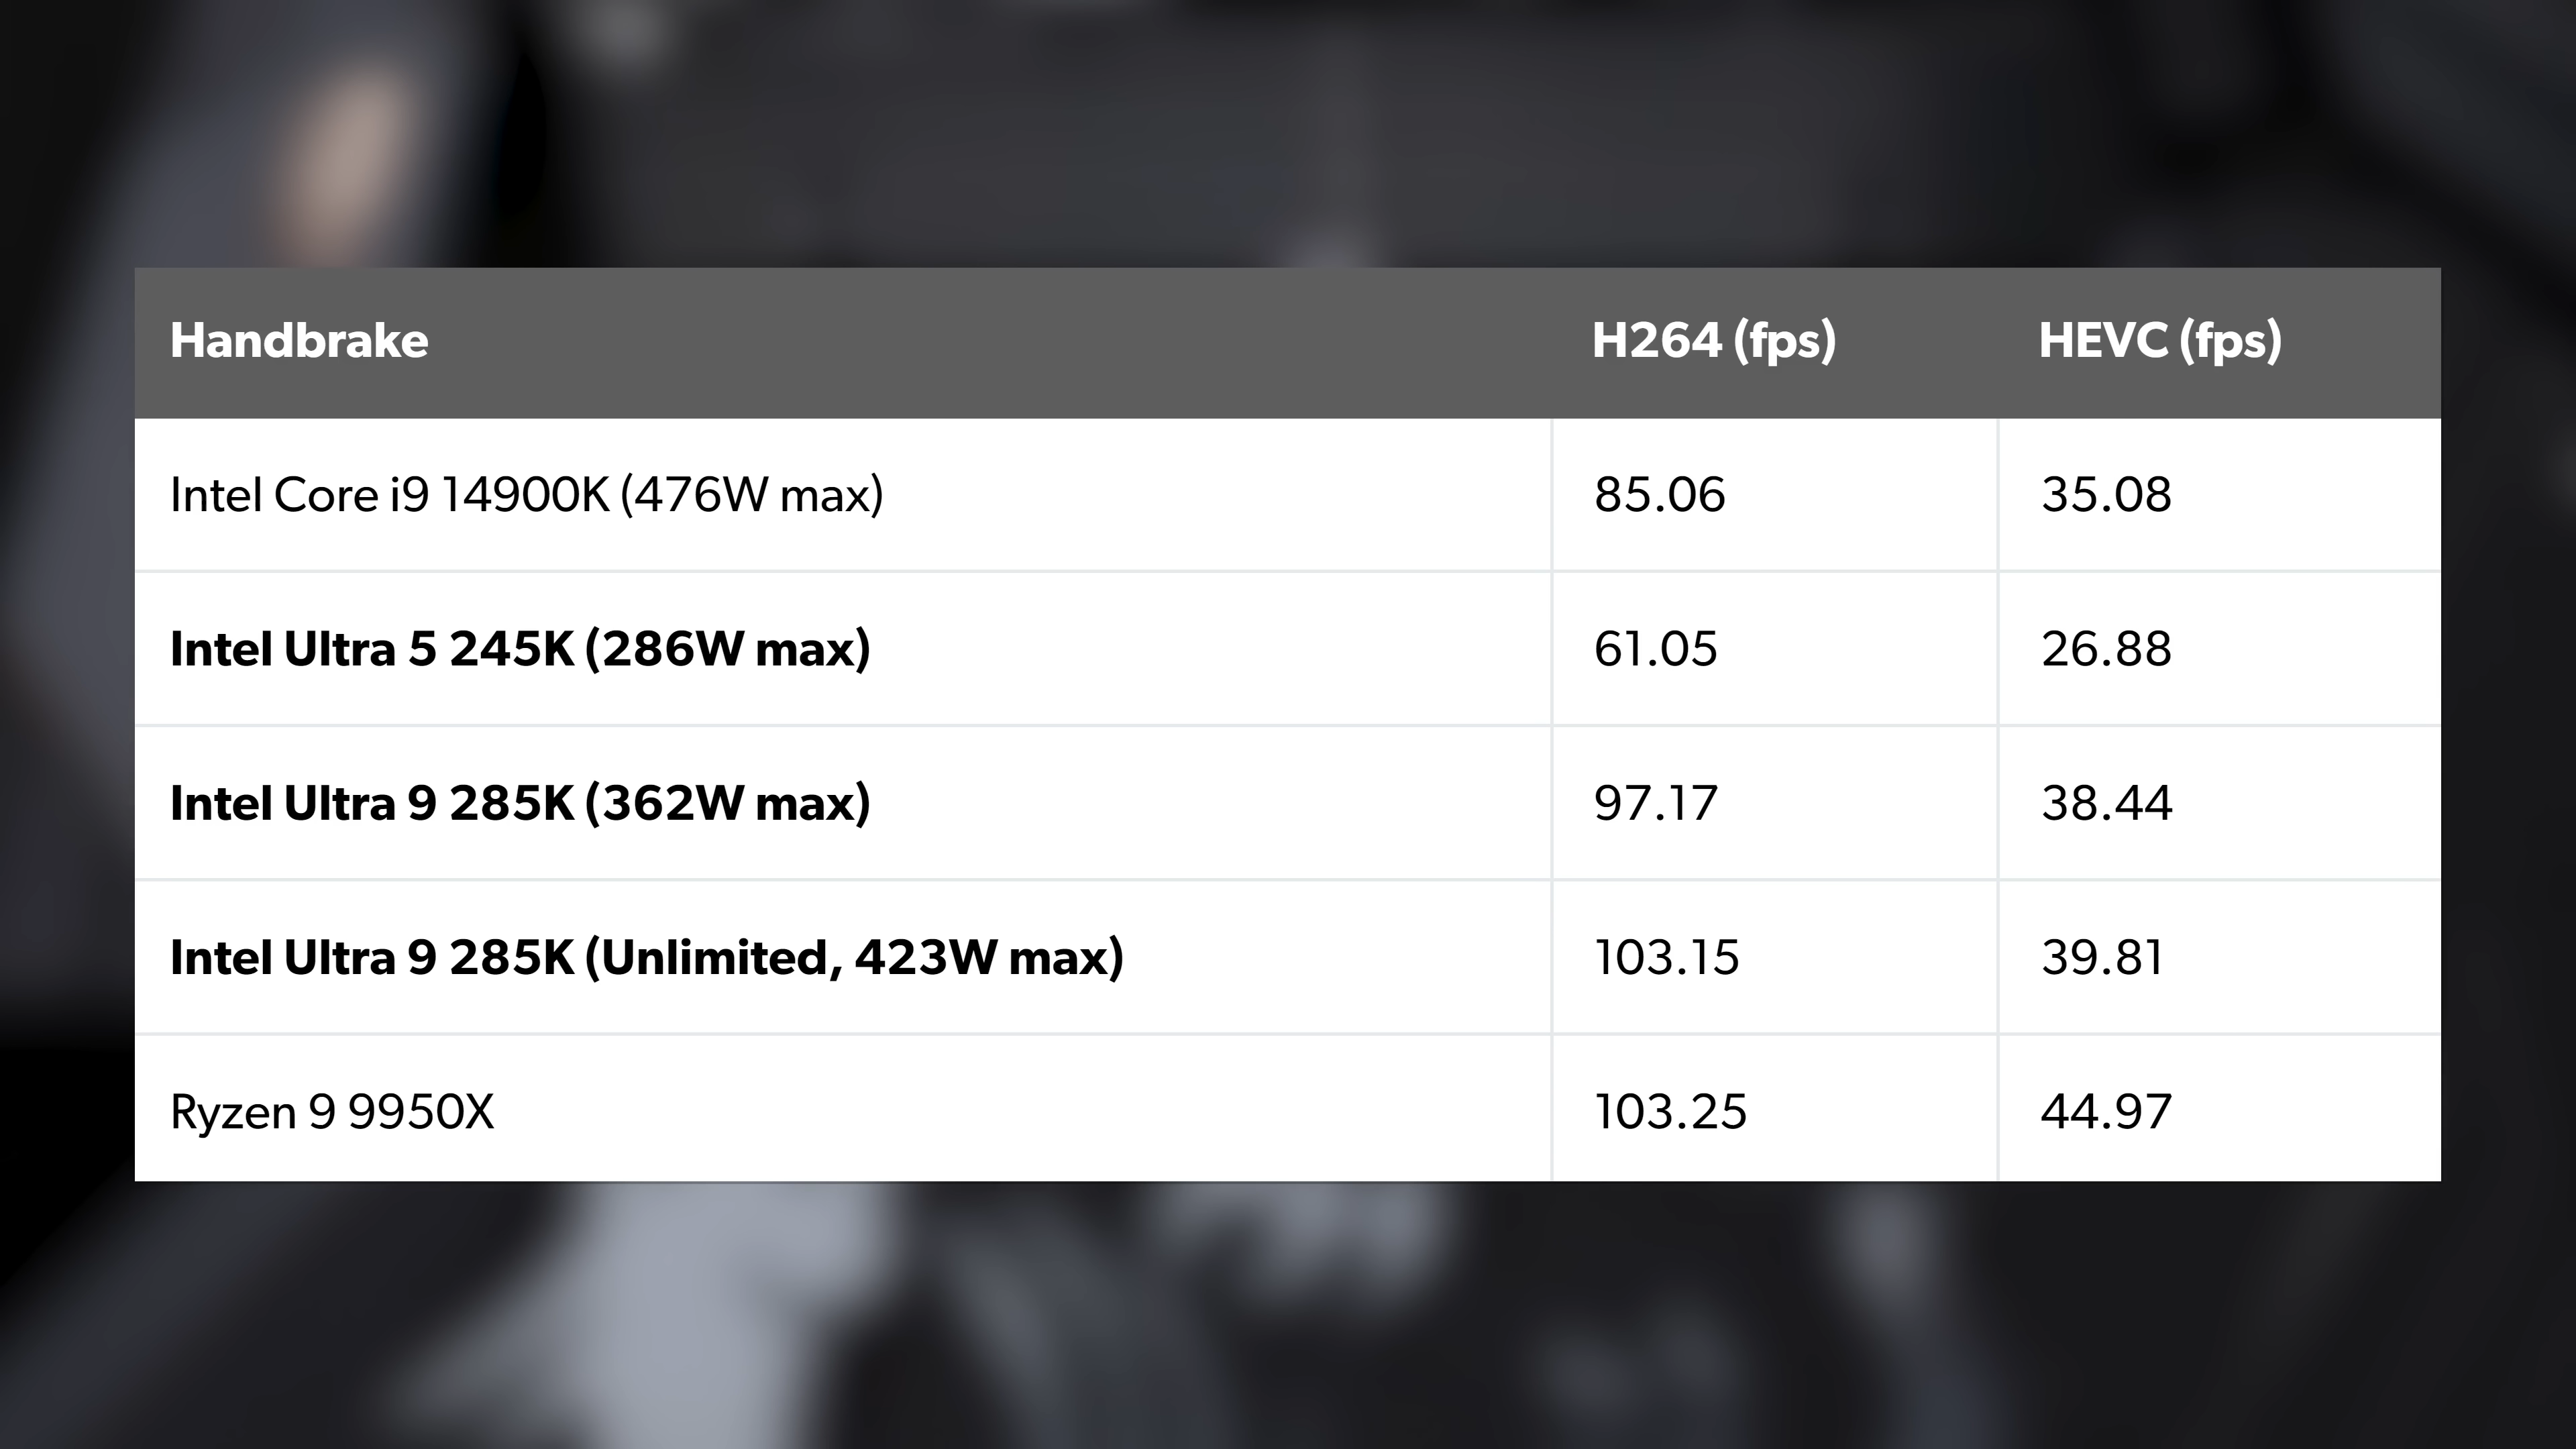 Handbrake H264 (fps) HEVC (fps)
Intel Core i9 14900K (476W max) 85.06 35.08
Intel Ultra 5 245K (286W max) 61.05 26.88
Intel Ultra 9 285K (362W max) 97.17 38.44
Intel Ultra 9 285K (Unlimited, 423W max) 103.15 39.81
Ryzen 9 9950X 103.25 44.97